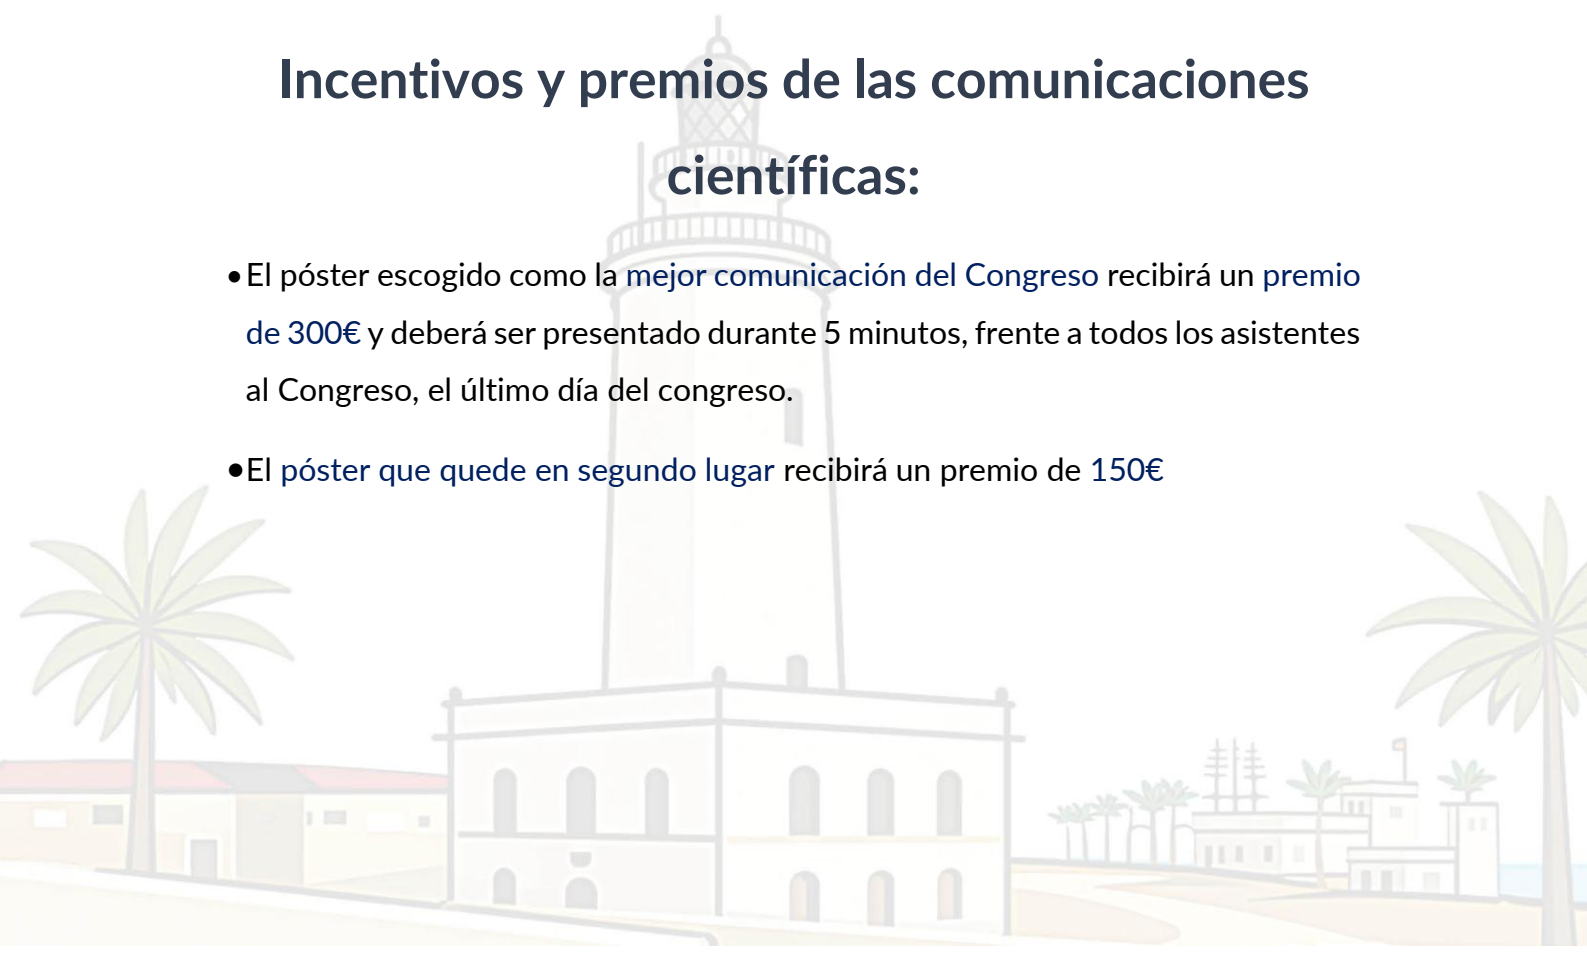 Incentivos y premios de las comunicaciones
científicas:
•El póster escogido como la mejor comunicación del Congreso recibirá un premio
de 300€ y deberá ser presentado durante 5 minutos, frente a todos los asistentes
al Congreso, el último día del congreso.
•El póster que quede en segundo lugar recibirá un premio de 150€